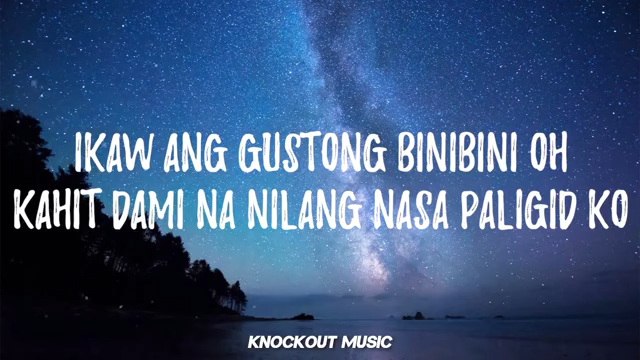 IKAW ANG GUSTONG BINIBINI OH
KAHIT DAMI NA NILANG NASA PALIGID KO
KNOCKOUT MUSIC